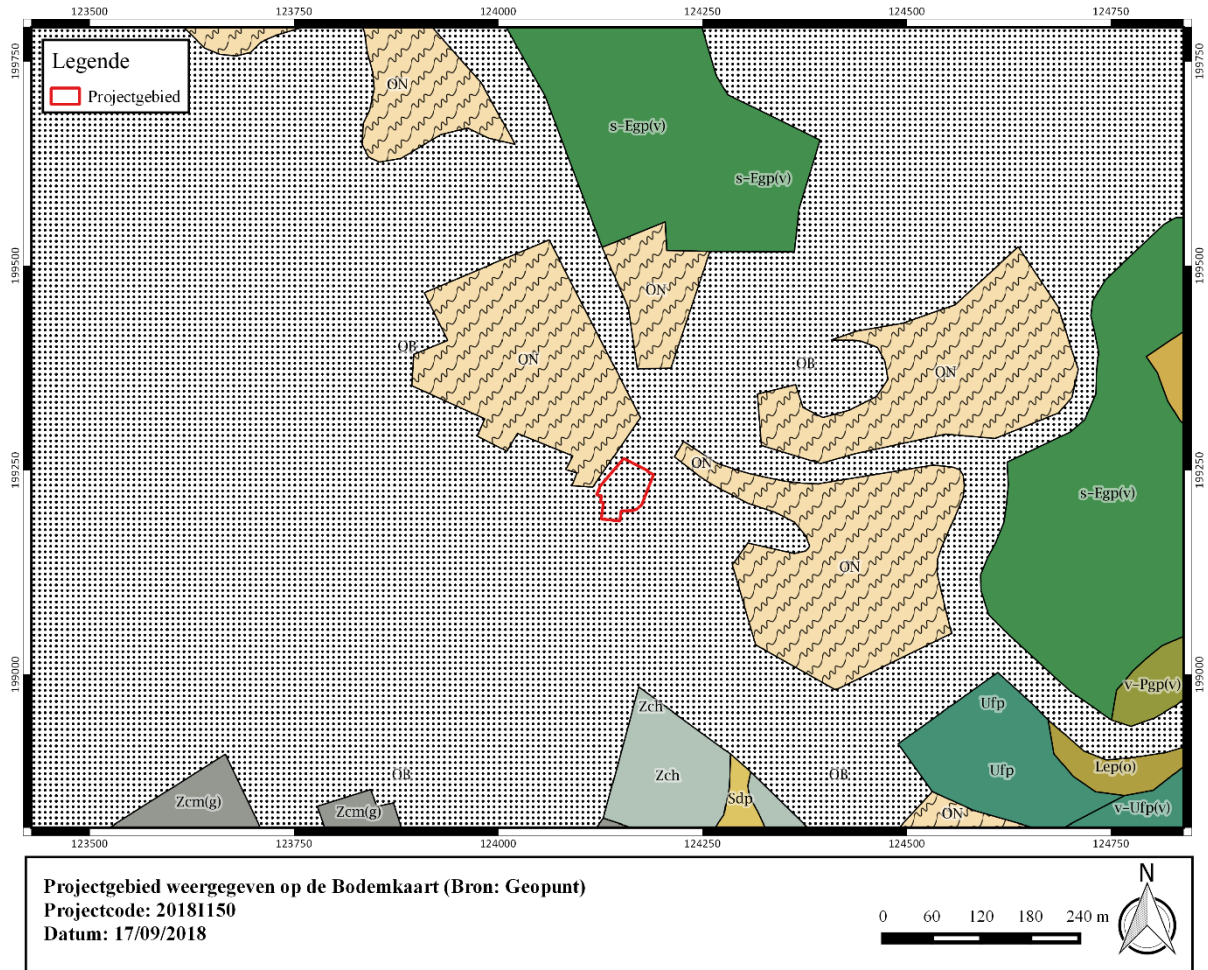 123500 123750 124000 124250 124500 124750
199750 199750
Legende
Projectgebied
ON
s-Egp(v)
s-Egp(v)
199500 199500
ON
OB
ON
OB
ON
199250 199250
ON
s-Egp(v)
ON
199000 199000
v-Pgp(v)
Zch
Ufp
OB
Zch
OB
Ufp
Lep(o)
Zcm(g)
Zcm(g)
Sdp
ON
v-Ufp(v)
123500 123750 124000 124250 124500 124750
Projectgebied weergegeven op de Bodemkaart (Bron: Geopunt)
Projectcode: 2018I150
Datum: 17/09/2018
0 60 120 180 240 m
N